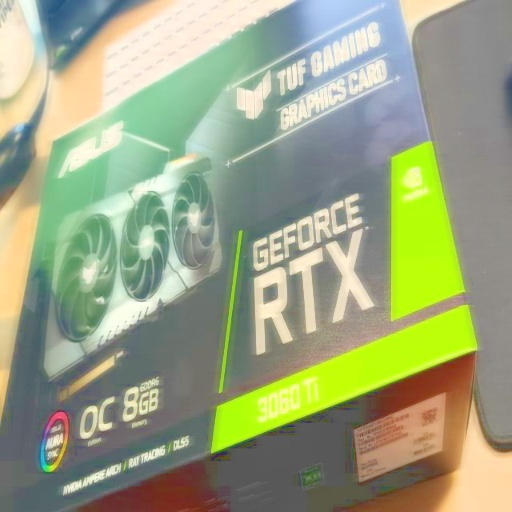 ASUS
TUF GAMING
GRAPHICS CARD
GEFORCE
RTX
3060 Ti
OC 8GB
GDDR6
Edition
Memory
AURA
SYNC
NVIDIA AMPERE ARCH / RAY TRACING / DLSS